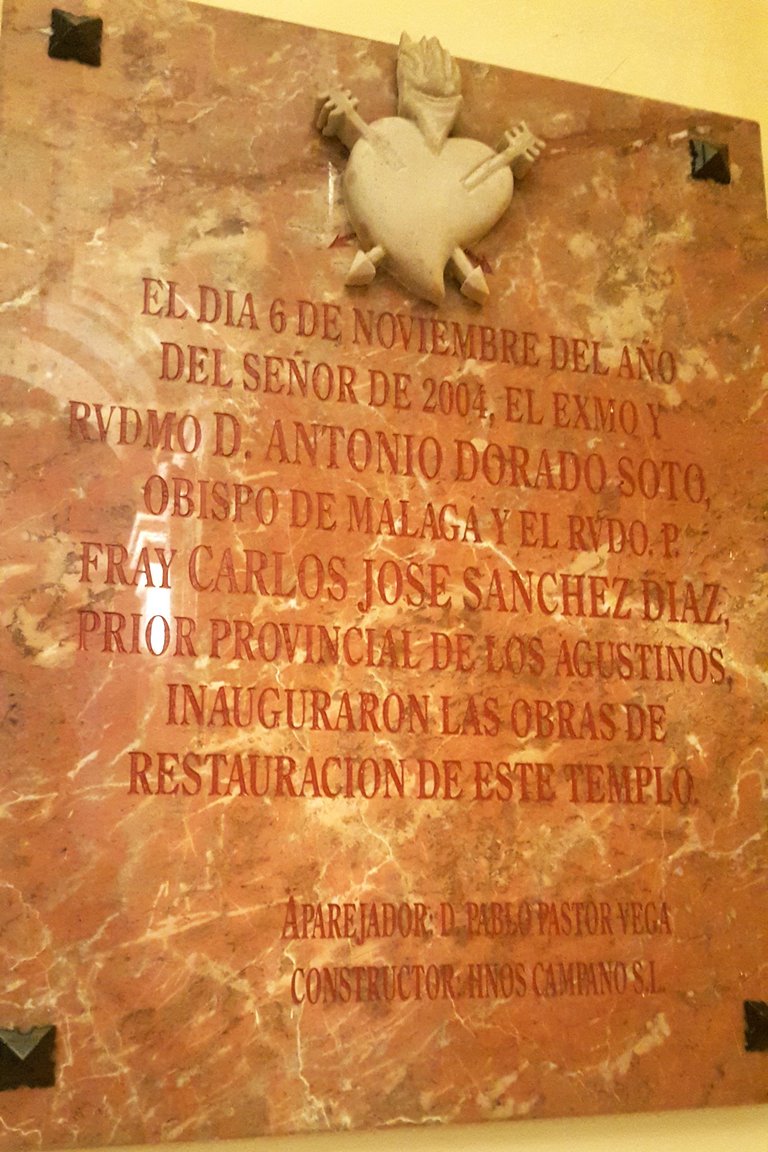 EL DIA 6 DE NOVIEMBRE DEL AÑO
DEL SEÑOR DE 2004, EL EXMO Y
RVDMO D. ANTONIO DORADO SOTO,
OBISPO DE MALAGA Y EL RVDO. P.
FRAY CARLOS JOSE SANCHEZ DIAZ,
PRIOR PROVINCIAL DE LOS AGUSTINOS,
INAUGURARON LAS OBRAS DE
RESTAURACION DE ESTE TEMPLO.
APAREJADOR: D. PABLO PASTOR VEGA
CONSTRUCTOR: HNOS CAMPANO S.L.